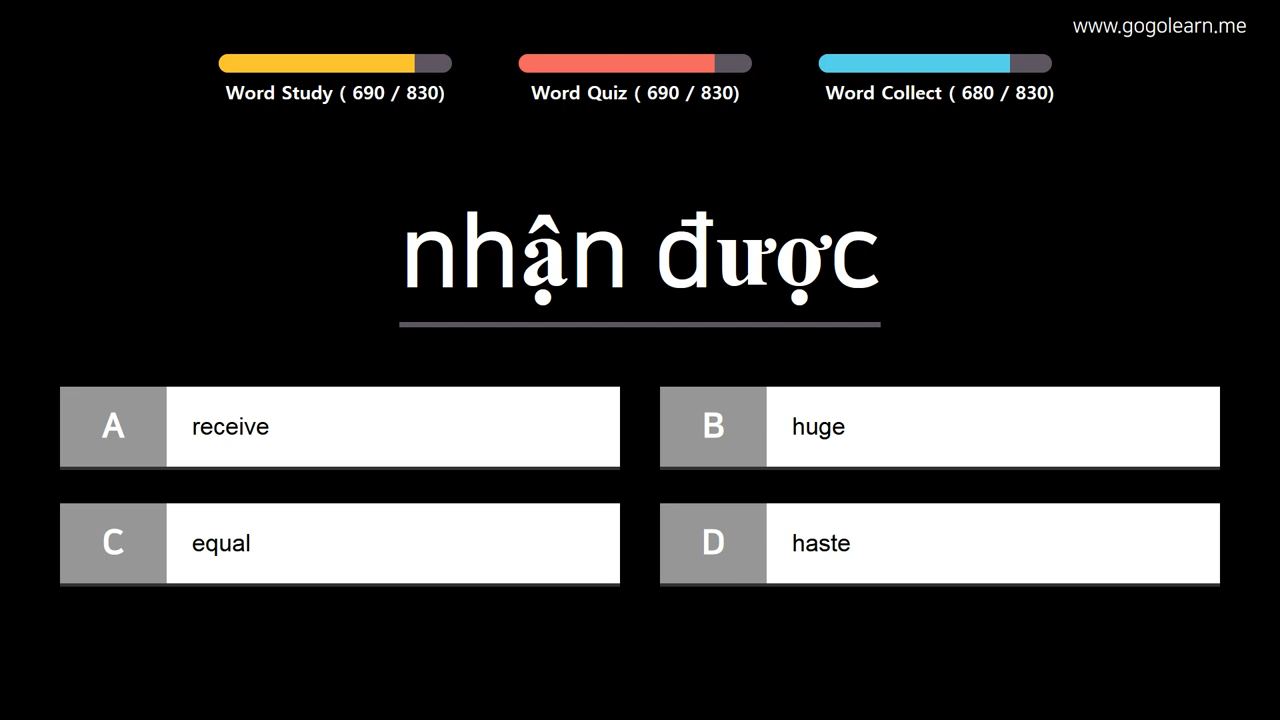 www.gogolearn.me
Word Study ( 690 / 830)
Word Quiz ( 690 / 830)
Word Collect ( 680 / 830)
nhận được
A
receive
B
huge
C
equal
D
haste